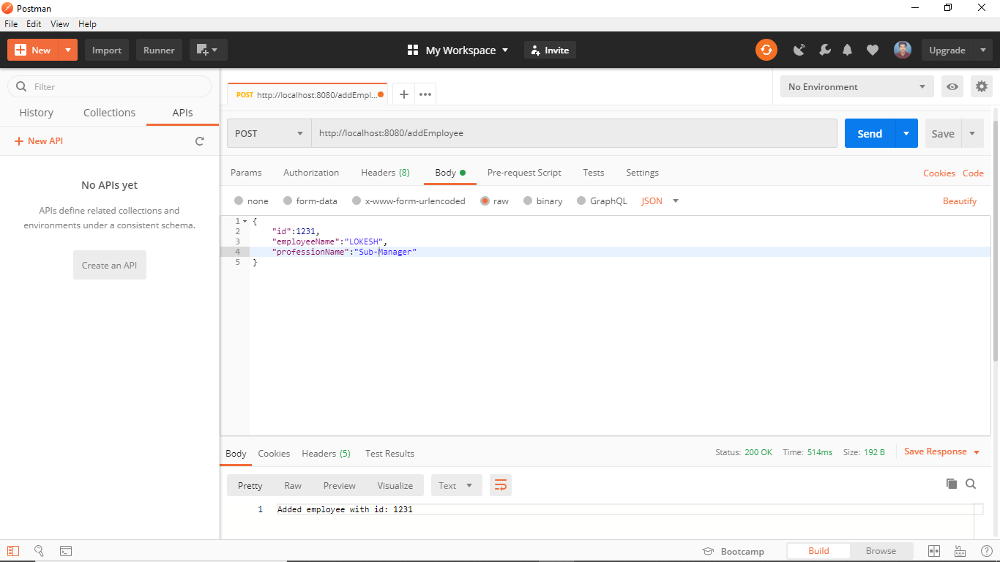 Postman
File Edit View Help
New Import Runner My Workspace Invite Upgrade
Filter
History Collections APIs
New API
No APIs yet
APIs define related collections and
environments under a consistent schema.
Create an API
POST http://localhost:8080/addEmpl... No Environment
POST http://localhost:8080/addEmployee Send Save
Params Authorization Headers (8) Body Pre-request Script Tests Settings Cookies Code
none form-data x-www-form-urlencoded raw binary GraphQL JSON Beautify
1 {
2 "id":1231,
3 "employeeName":"LOKESH",
4 "professionName":"Sub-Manager"
5 }
Body Cookies Headers (5) Test Results Status: 200 OK Time: 514ms Size: 192 B Save Response
Pretty Raw Preview Visualize Text
1 Added employee with id: 1231
Bootcamp Build Browse